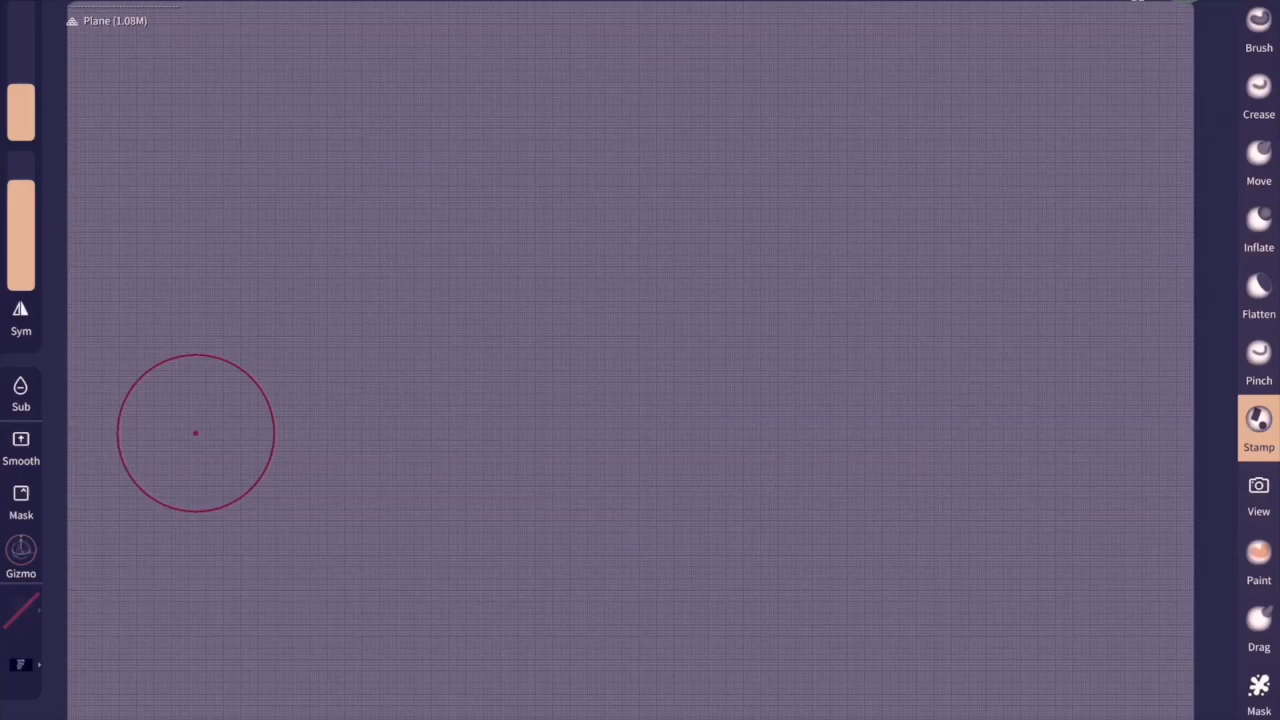 Plane (1.08M)
Sym
Sub
Smooth
Mask
Gizmo
Brush
Crease
Move
Inflate
Flatten
Pinch
Stamp
View
Paint
Drag
Mask